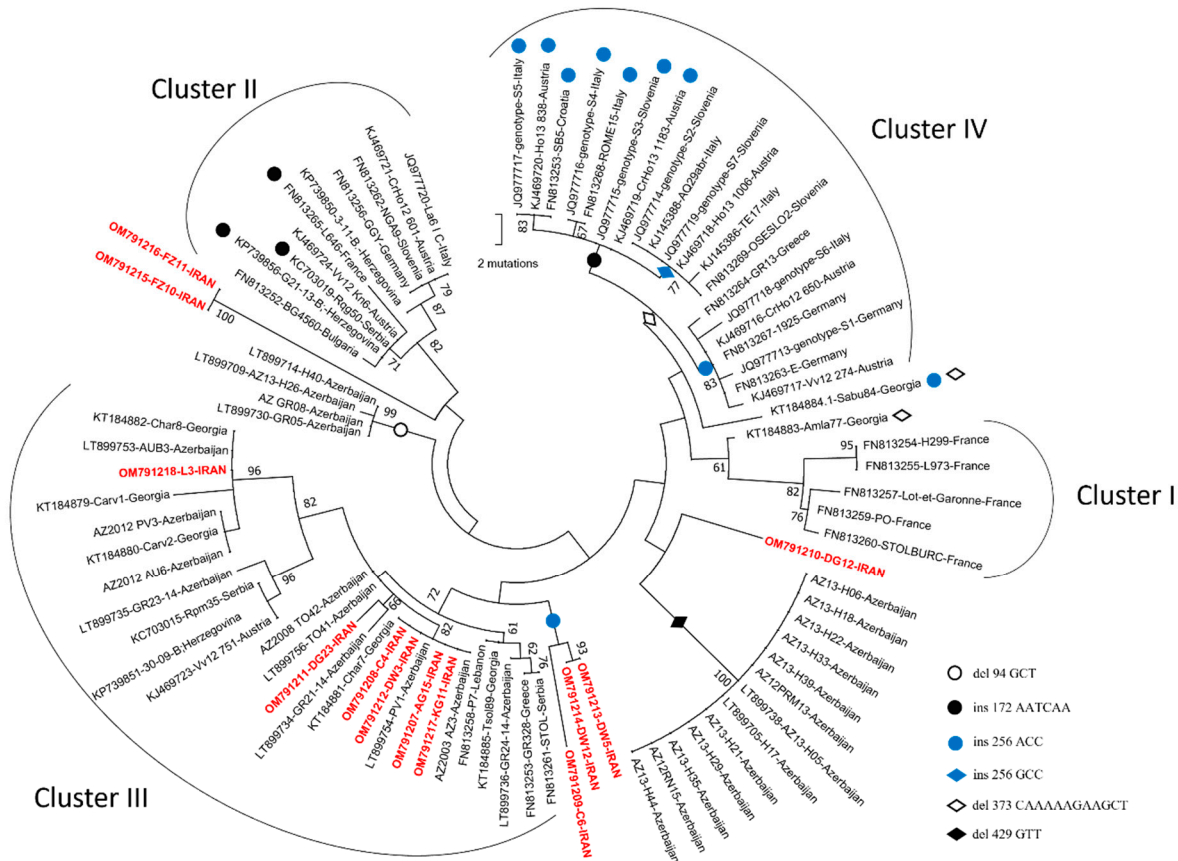 Cluster II
Cluster IV
JQ977717-genotype-S5-Italy
KJ469720-Ho13 838-Austria
FN813253-SB5-Croatia
JQ977716-genotype-S4-Italy
FN813268-ROME15-Italy
JQ977715-genotype-S3-Slovenia
KJ469719-CrHo13 1183-Austria
JQ977714-genotype-S2-Slovenia
KJ145388-AQ29abr-Italy
JQ977719-genotype-S7-Slovenia
KJ469718-Ho13 1006-Austria
KJ145386-TE17-Italy
FN813269-OSESLO2-Slovenia
FN813264-GR13-Greece
JQ977718-genotype-S6-Italy
KJ469716-CrHo12 650-Austria
FN813267-1925-Germany
JQ977713-genotype-S1-Germany
FN813263-E-Germany
KJ469717-Vv12 274-Austria
KT184884.1-Sabu84-Georgia
KT184883-Amla77-Georgia
83
67
77
83
2 mutations
JQ977720-La6 I C-Italy
KJ469721-CrHo12 601-Austria
FN813262-NGA9-Slovenia
FN813256-GGY-Germany
KP739850-3-11-B.-Herzegovina
FN813265-L646-France
KJ469724-Vv12 Kn6-Austria
KC703019-Rqg50-Serbia
KP739856-G21-13-B.-Herzegovina
FN813252-BG4560-Bulgaria
79
87
82
71
OM791216-FZ11-IRAN
OM791215-FZ10-IRAN
100
LT899714-H40-Azerbaijan
LT899709-AZ13-H26-Azerbaijan
AZ GR08-Azerbaijan
LT899730-GR05-Azerbaijan
99
FN813254-H299-France
FN813255-L973-France
FN813257-Lot-et-Garonne-France
FN813259-PO-France
FN813260-STOLBURC-France
95
61
82
76
Cluster I
KT184882-Char8-Georgia
LT899753-AUB3-Azerbaijan
OM791218-L3-IRAN
KT184879-Carv1-Georgia
AZ2012 PV3-Azerbaijan
KT184880-Carv2-Georgia
AZ2012 AU6-Azerbaijan
LT899735-GR23-14-Azerbaijan
KC703015-Rpm35-Serbia
KP739851-30-09-B;Herzegovina
KJ469723-Vv12 751-Austria
96
82
96
AZ2008 TO42-Azerbaijan
LT899756-TO41-Azerbaijan
OM791211-DG23-IRAN
LT899734-GR21-14-Azerbaijan
KT184881-Char7-Georgia
OM791208-C4-IRAN
OM791212-DW3-IRAN
LT899754-PV1-Azerbaijan
OM791207-AG15-IRAN
OM791217-KG11-IRAN
AZ2003 AZ3-Azerbaijan
FN813258-P7-Lebanon
KT184885-Tsol89-Georgia
LT899736-GR24-14-Azerbaijan
FN813253-GR328-Greece
FN813261-STOL-Serbia
OM791209-C6-IRAN
OM791214-DW12-IRAN
OM791213-DW5-IRAN
66
72
82
61
62
76
93
Cluster III
OM791210-DG12-IRAN
AZ13-H06-Azerbaijan
AZ13-H18-Azerbaijan
AZ13-H22-Azerbaijan
AZ13-H33-Azerbaijan
AZ13-H39-Azerbaijan
AZ12PRM13-Azerbaijan
LT899738-AZ13-H05-Azerbaijan
LT899705-H17-Azerbaijan
AZ13-H21-Azerbaijan
AZ13-H29-Azerbaijan
AZ13-H35-Azerbaijan
AZ12RN15-Azerbaijan
AZ13-H44-Azerbaijan
100
del 94 GCT
ins 172 AATCAA
ins 256 ACC
ins 256 GCC
del 373 CAAAAAGAAGCT
del 429 GTT